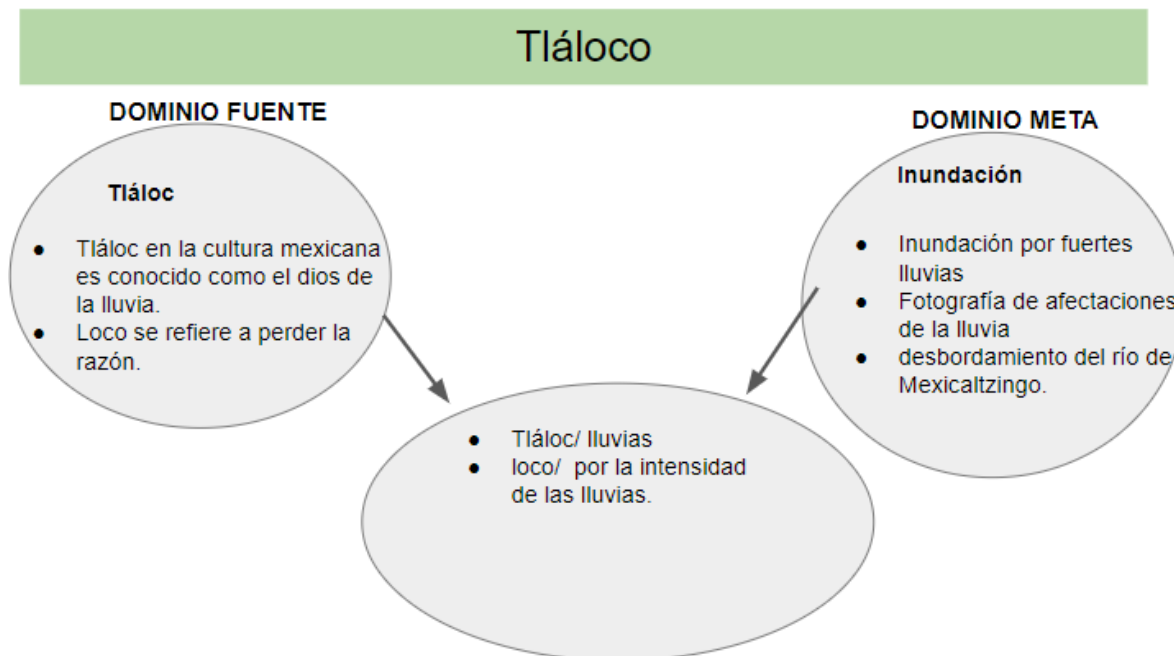 Tláloco
DOMINIO FUENTE
Tláloc
● Tláloc en la cultura mexicana
es conocido como el dios de
la lluvia.
● Loco se refiere a perder la
razón.
DOMINIO META
Inundación
● Inundación por fuertes
lluvias
● Fotografía de afectaciones
de la lluvia
● desbordamiento del río de
Mexicaltzingo.
● Tláloc/ lluvias
● loco/ por la intensidad
de las lluvias.